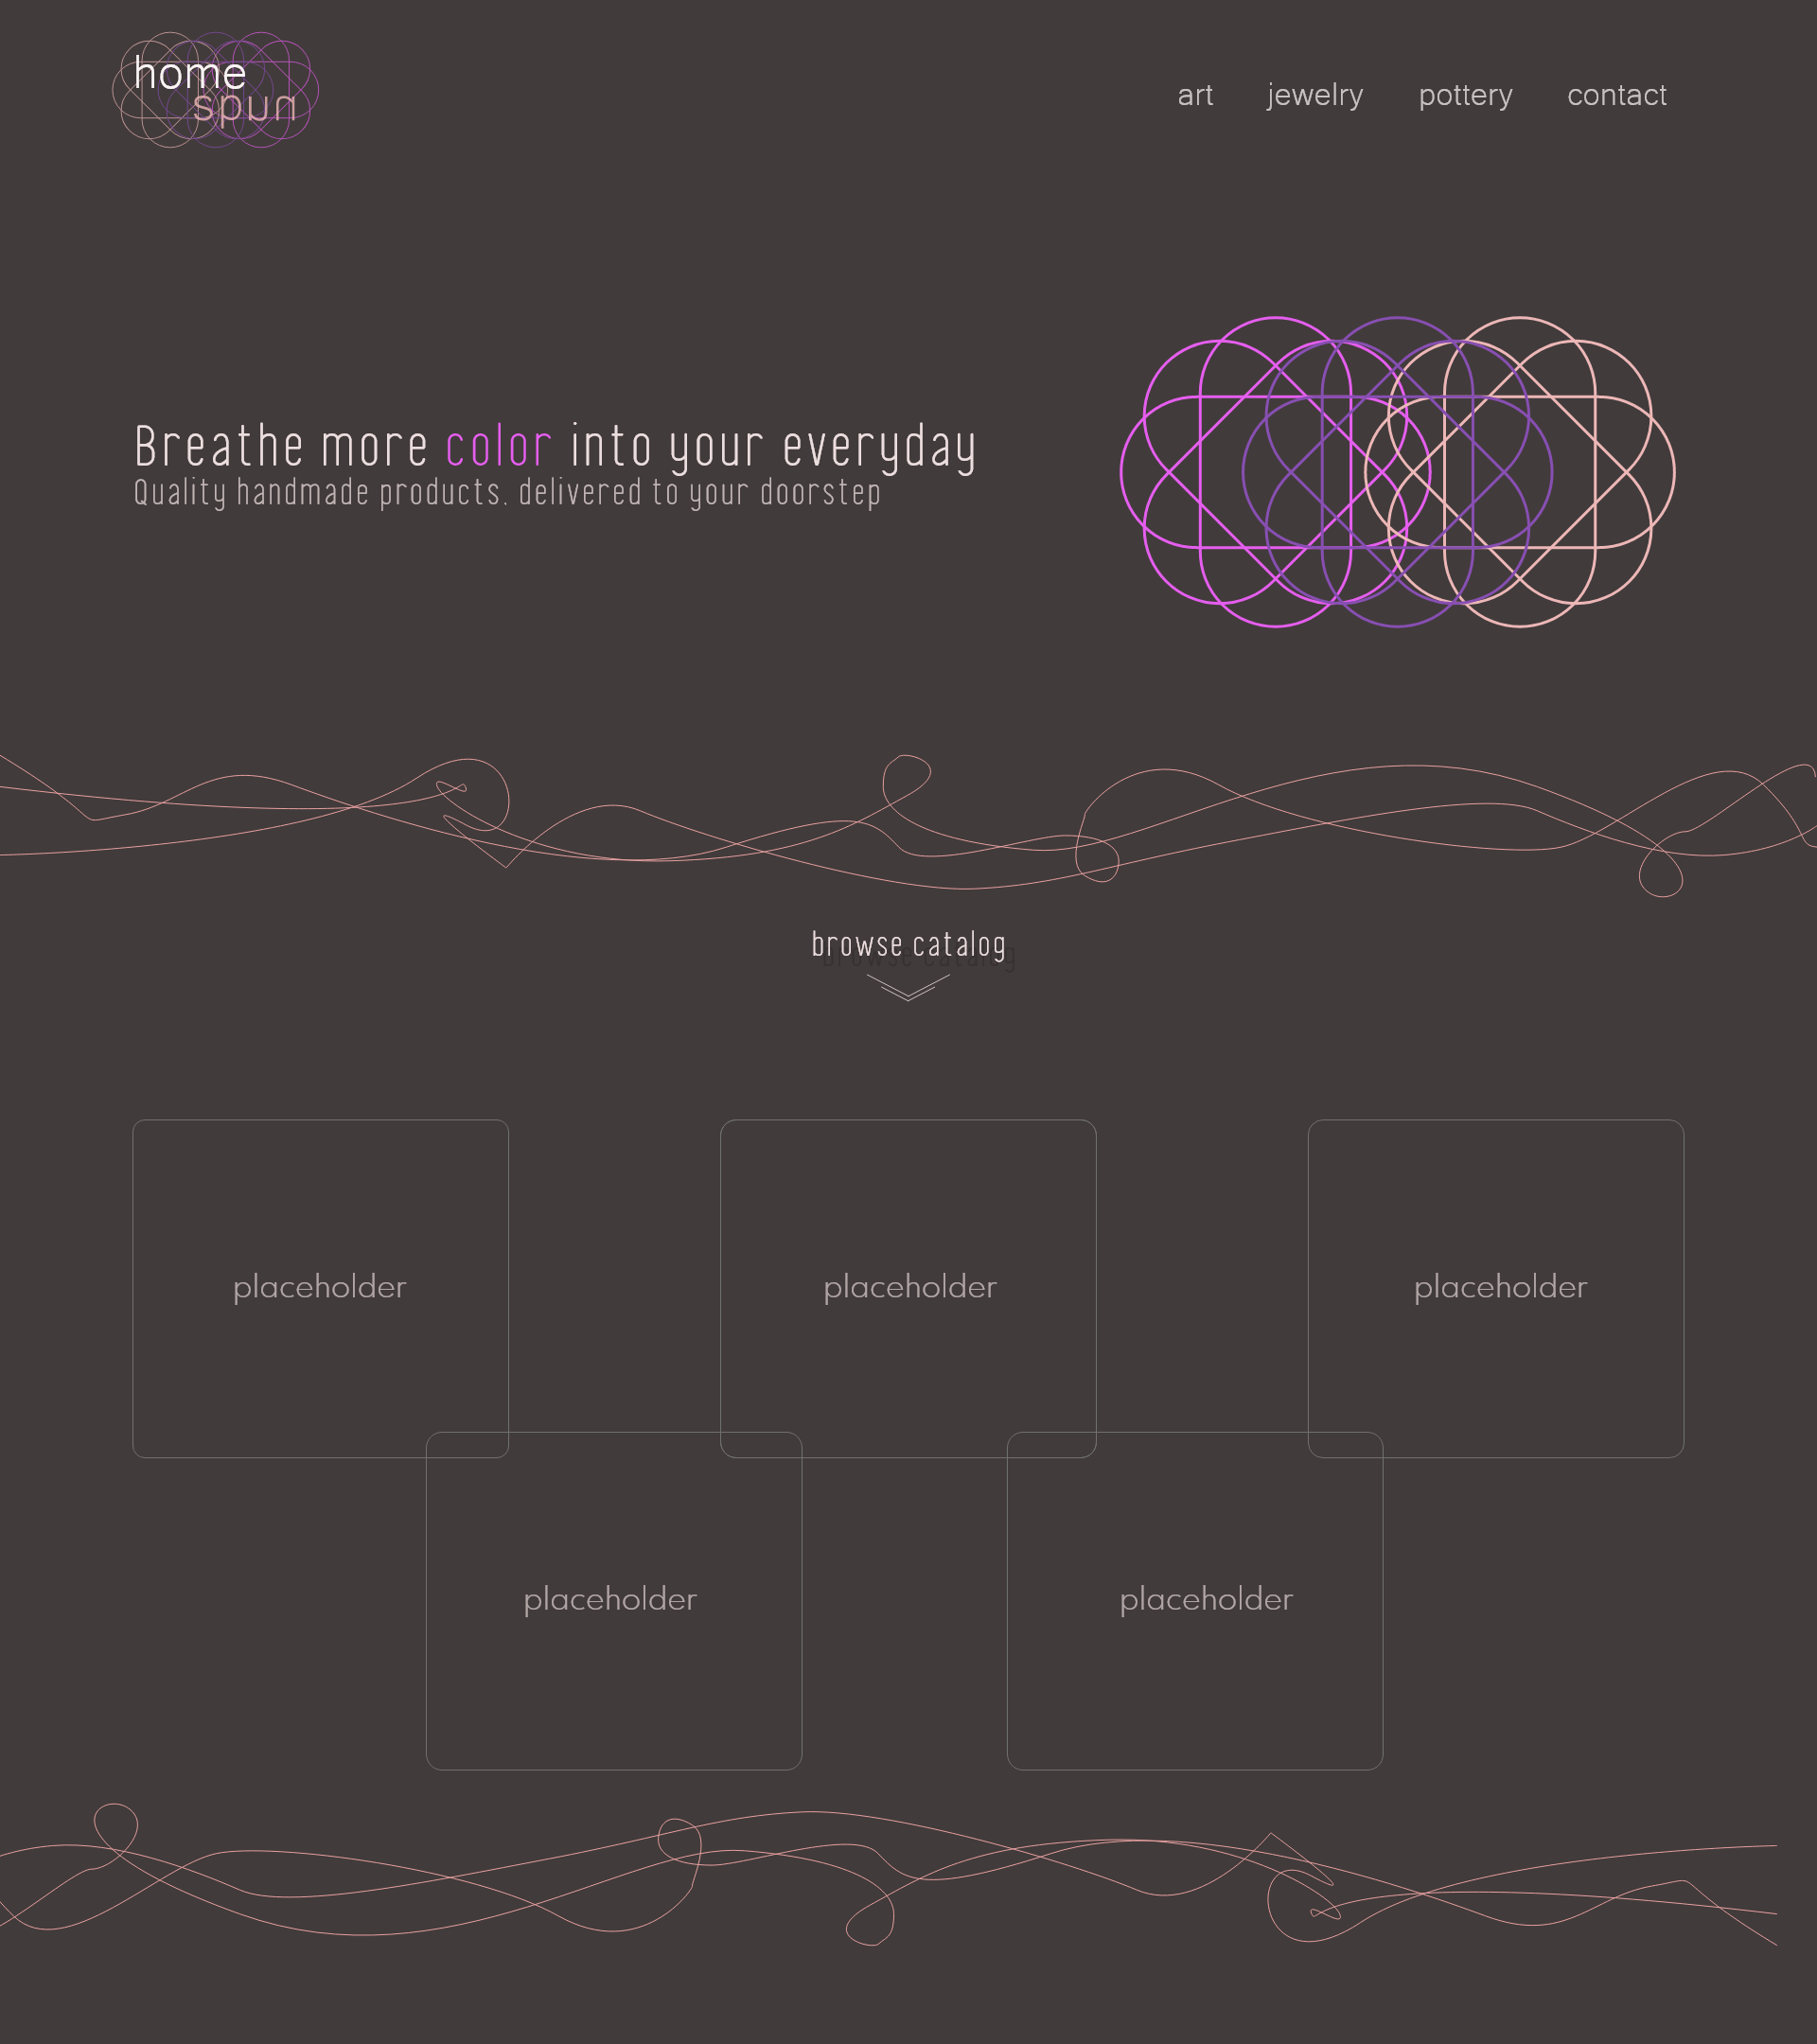 home
spun
art jewelry pottery contact
Breathe more color into your everyday
Quality handmade products. delivered to your doorstep
browse catalog
placeholder placeholder placeholder
placeholder placeholder